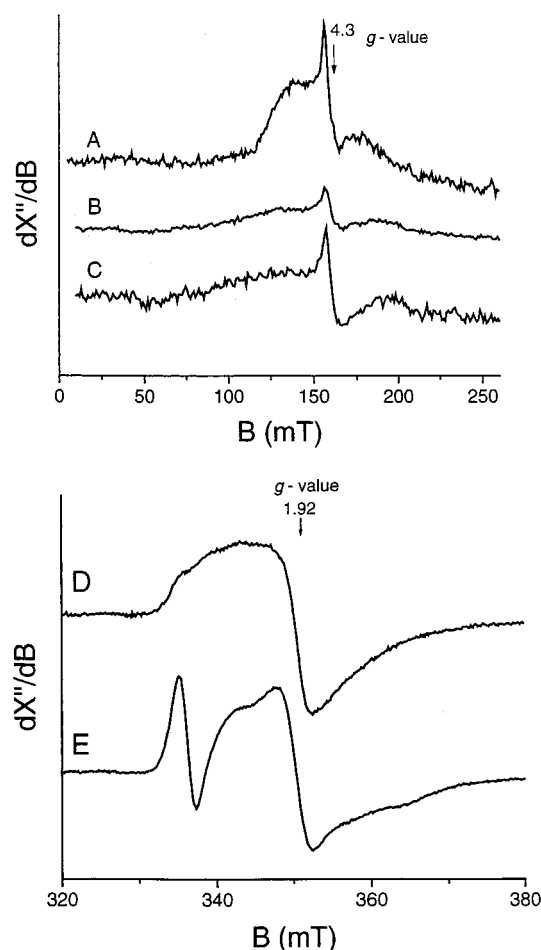 4.3 g - value
A
B
C
dX"/dB
0 50 100 150 200 250
B (mT)
g - value
1.92
D
E
dX"/dB
320 340 360 380
B (mT)